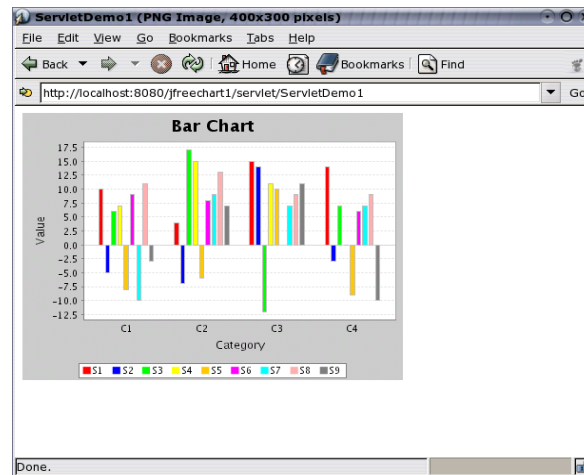 ServletDemo1 (PNG Image, 400x300 pixels)
File Edit View Go Bookmarks Tabs Help
Back Home Bookmarks Find
http://localhost:8080/jfreechart1/servlet/ServletDemo1 Go
Bar Chart
17.5
15.0
12.5
10.0
7.5
5.0
2.5
0.0
-2.5
-5.0
-7.5
-10.0
-12.5
Value
C1 C2 C3 C4
Category
S1 S2 S3 S4 S5 S6 S7 S8 S9
Done.